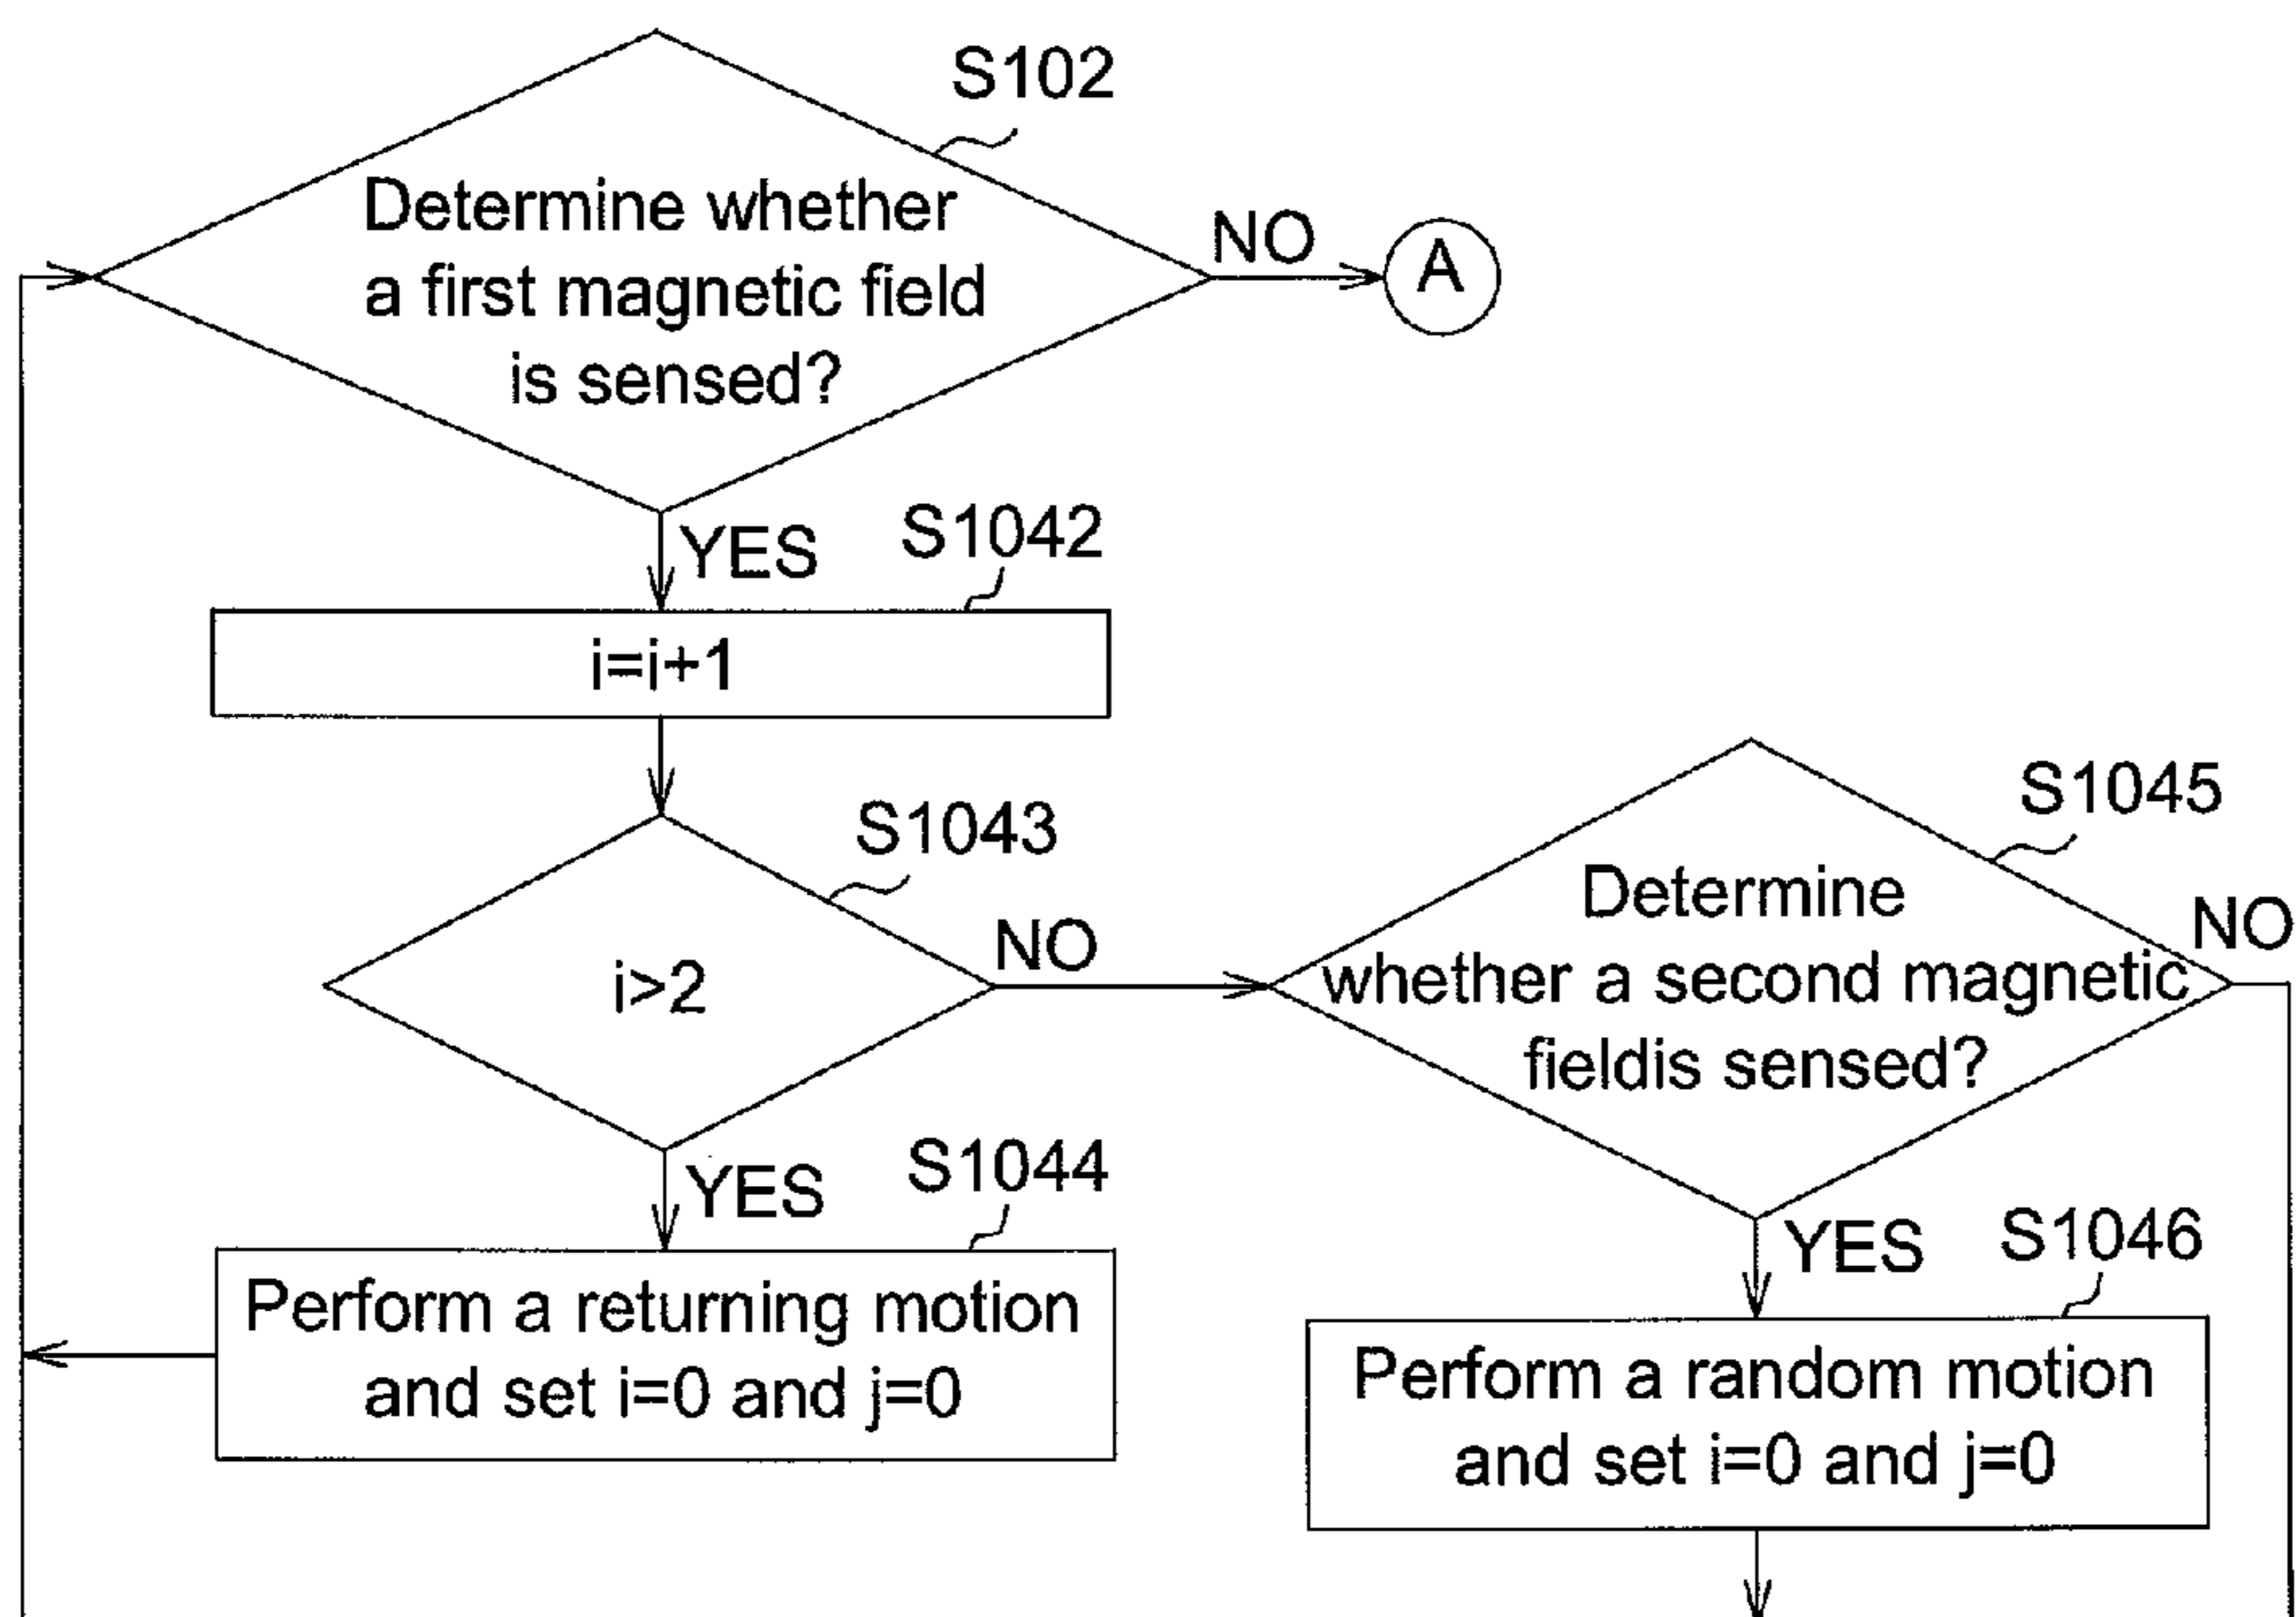 S102
Determine whether
a first magnetic field
is sensed?
NO
A
YES
S1042
i=i+1
S1043
i>2
NO
S1045
Determine
whether a second magnetic
fieldis sensed?
NO
YES
S1044
Perform a returning motion
and set i=0 and j=0
YES
S1046
Perform a random motion
and set i=0 and j=0